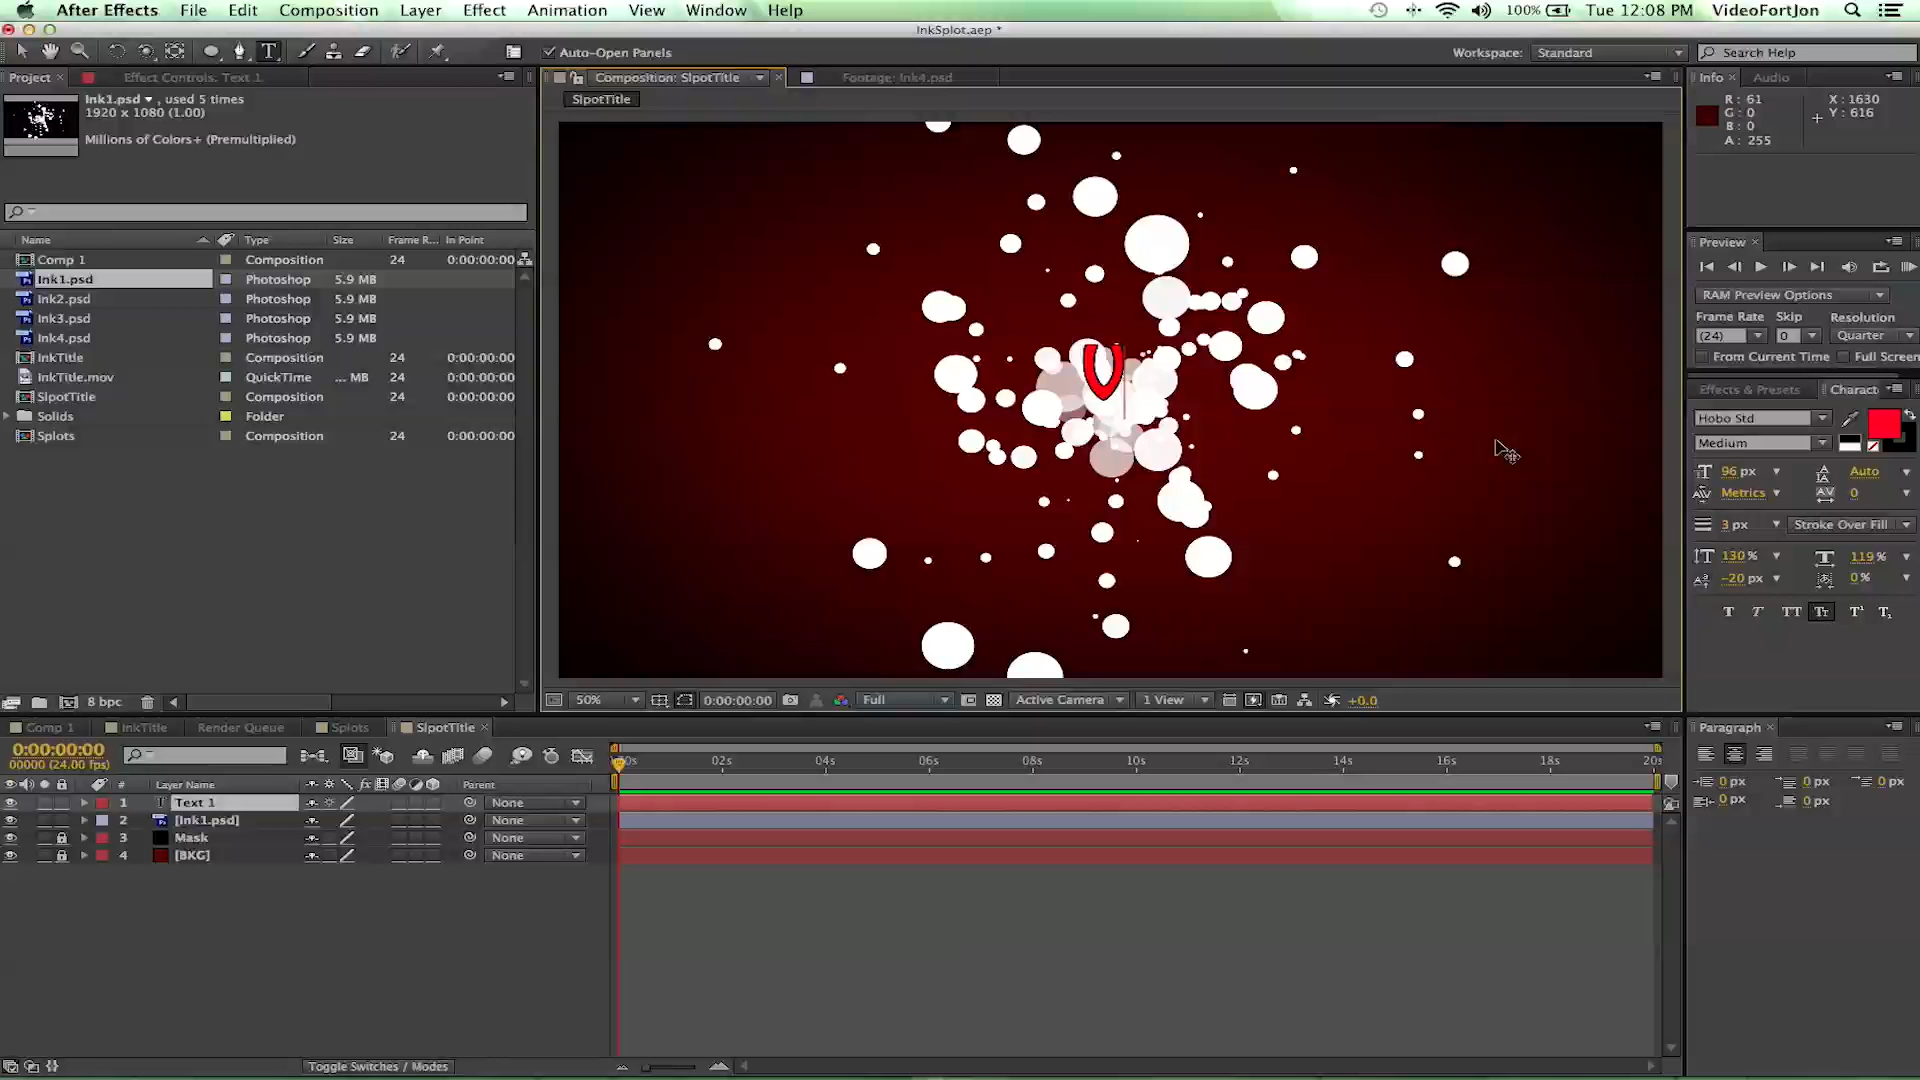 After Effects File Edit Composition Layer Effect Animation View Window Help 100% Tue 12:08 PM VideoFortJon
InkSplot.aep *
Auto-Open Panels Workspace: Standard Search Help
Project Effect Controls: Text 1 Composition: SlpotTitle Footage: Ink4.psd Info Audio
Ink1.psd , used 5 times
1920 x 1080 (1.00)
Millions of Colors+ (Premultiplied)
SlpotTitle
R : 61 X : 1630
G : 0 Y : 616
B : 0
A : 255
Name Type Size Frame R... In Point
Comp 1 Composition 24 0:00:00:00
Ink1.psd Photoshop 5.9 MB
Ink2.psd Photoshop 5.9 MB
Ink3.psd Photoshop 5.9 MB
Ink4.psd Photoshop 5.9 MB
InkTitle Composition 24 0:00:00:00
InkTitle.mov QuickTime ... MB 24 0:00:00:00
SlpotTitle Composition 24 0:00:00:00
Solids Folder
Splots Composition 24 0:00:00:00
V
Preview
RAM Preview Options
Frame Rate Skip Resolution
(24) 0 Quarter
From Current Time Full Screen
Effects & Presets Charact
Hobo Std
Medium
96 px Auto
Metrics 0
3 px Stroke Over Fill
130 % 119 %
-20 px 0 %
T T TT Tr T¹ T₁
8 bpc 50% 0:00:00:00 Full Active Camera 1 View +0.0
Comp 1 InkTitle Render Queue Splots SlpotTitle
0:00:00:00
00000 (24.00 fps)
00s 02s 04s 06s 08s 10s 12s 14s 16s 18s 20s
# Layer Name fx Parent
1 T Text 1 None
2 [Ink1.psd] None
3 Mask None
4 [BKG] None
Toggle Switches / Modes
Paragraph
0 px 0 px 0 px
0 px 0 px